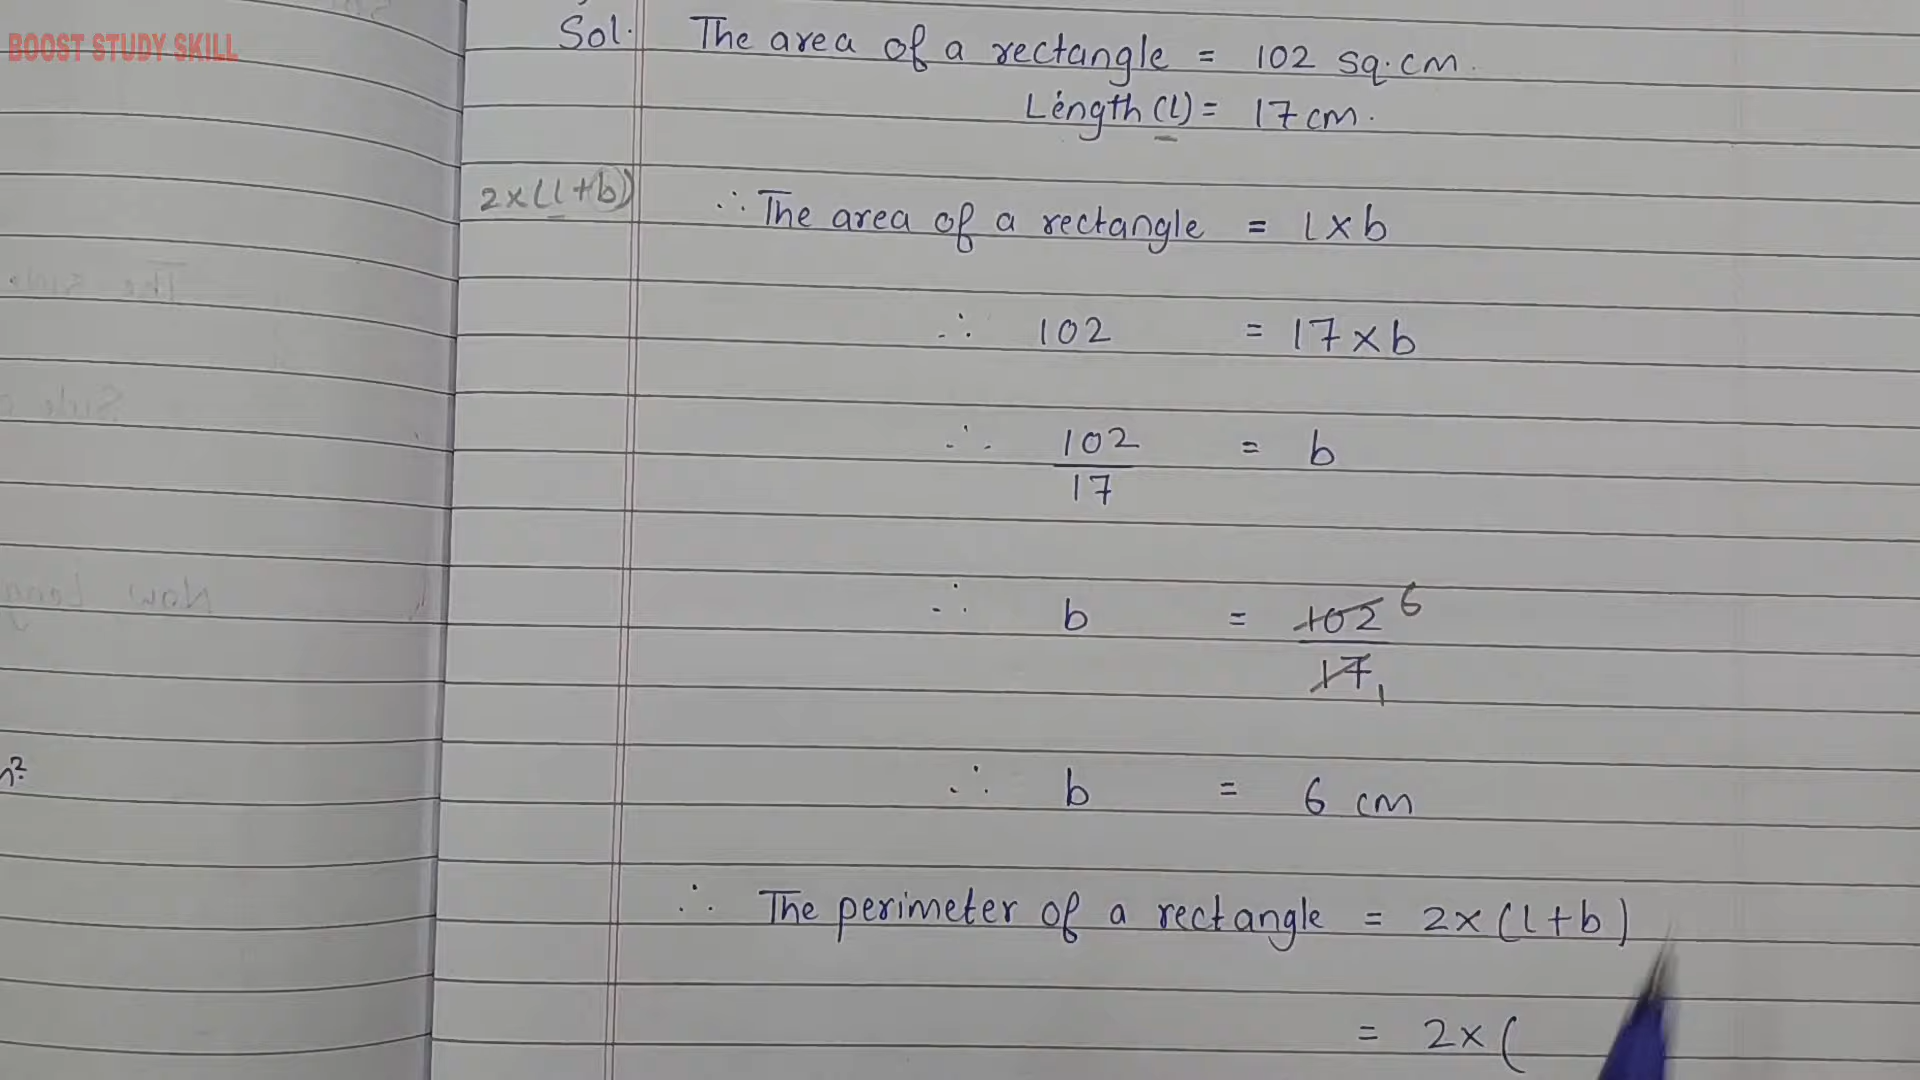 BOOST STUDY SKILL
Sol. The area of a rectangle = 102 sq.cm.
Length (l) = 17 cm.
2×(l+b)
∴ The area of a rectangle = l×b
∴ 102 = 17×b
∴ 102/17 = b
∴ b = 102 6
17 1
∴ b = 6 cm
∴ The perimeter of a rectangle = 2×(l+b)
= 2×(